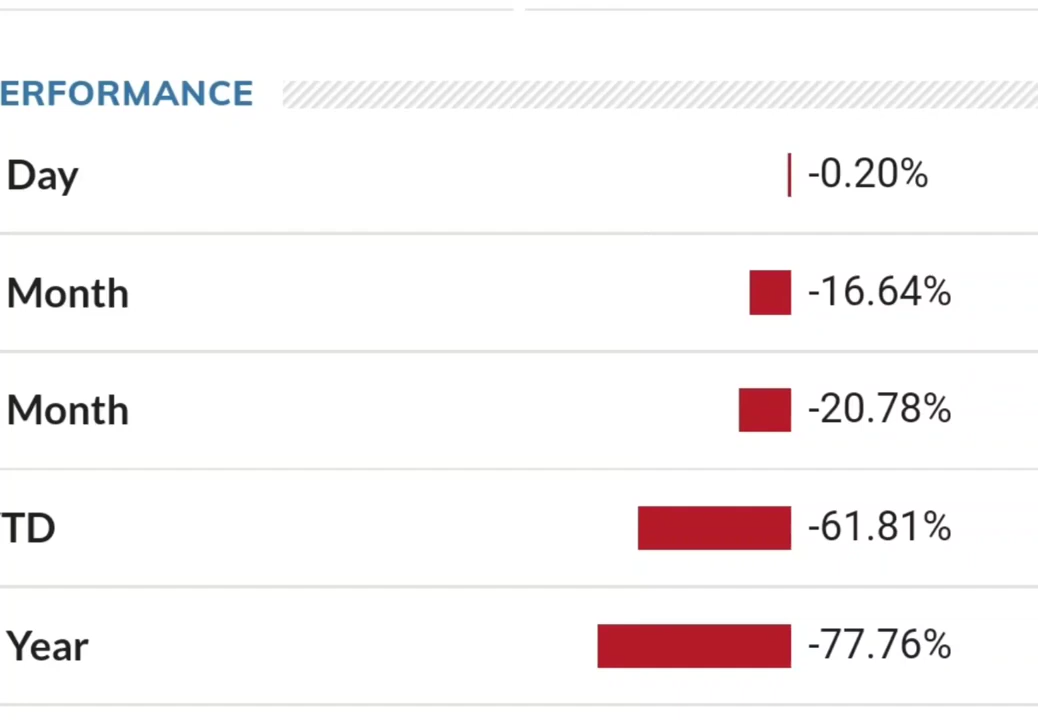 ERFORMANCE
Day -0.20%
Month -16.64%
Month -20.78%
TD -61.81%
Year -77.76%